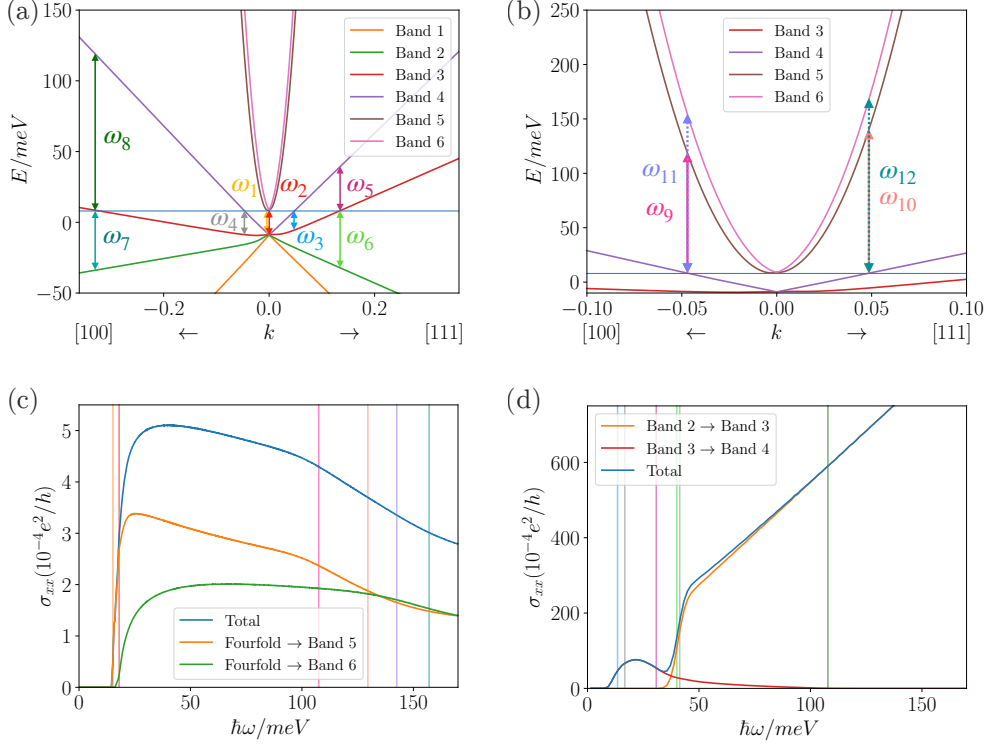 (a)
E/meV
150
100
50
0
−50
Band 1
Band 2
Band 3
Band 4
Band 5
Band 6
ω8
ω1
ω2
ω5
ω4
ω7
ω3
ω6
−0.2
0.0
0.2
[100]
←
k
→
[111]
(b)
E/meV
250
200
150
100
50
0
Band 3
Band 4
Band 5
Band 6
ω11
ω9
ω12
ω10
−0.10
−0.05
0.00
0.05
0.10
[100]
←
k
→
[111]
(c)
σxx(10−4e2/h)
5
4
3
2
1
0
Total
Fourfold → Band 5
Fourfold → Band 6
0
50
100
150
ħω/meV
(d)
σxx(10−4e2/h)
600
400
200
0
Band 2 → Band 3
Band 3 → Band 4
Total
0
50
100
150
ħω/meV